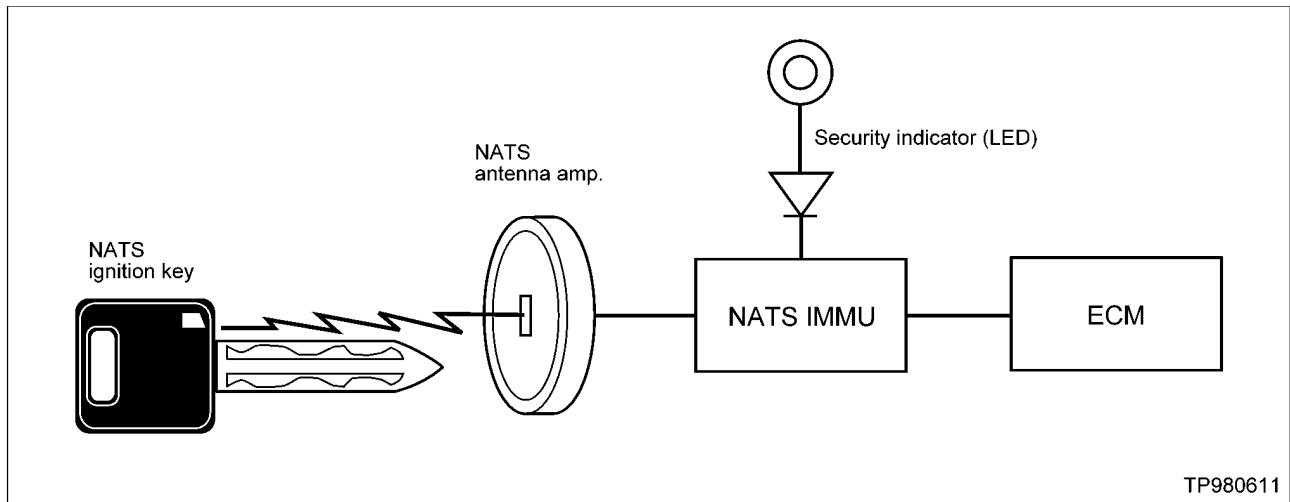 Security indicator (LED)
NATS
antenna amp.
NATS
ignition key
NATS IMMU
ECM
TP980611